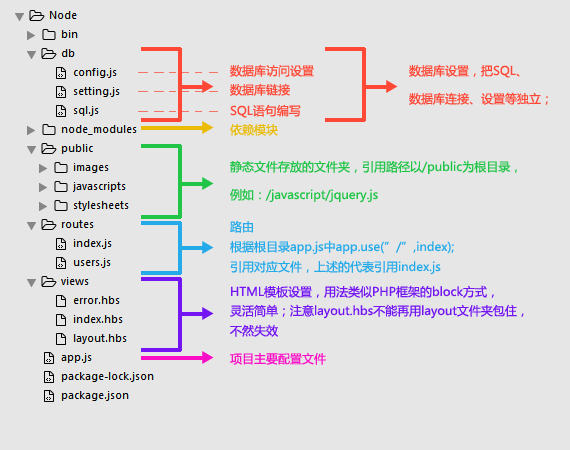 Node
bin
db
config.js 数据库访问设置
setting.js 数据库链接
sql.js SQL语句编写
数据库设置，把SQL、
数据库连接、设置等独立；
node_modules 依赖模块
public
images
javascripts
stylesheets
静态文件存放的文件夹，引用路径以/public为根目录，
例如：/javascript/jquery.js
routes
index.js
users.js
路由
根据根目录app.js中app.use(”/”,index);
引用对应文件，上述的代表引用index.js
views
error.hbs
index.hbs
layout.hbs
HTML模板设置，用法类似PHP框架的block方式，
灵活简单；注意layout.hbs不能再用layout文件夹包住，
不然失效
app.js 项目主要配置文件
package-lock.json
package.json